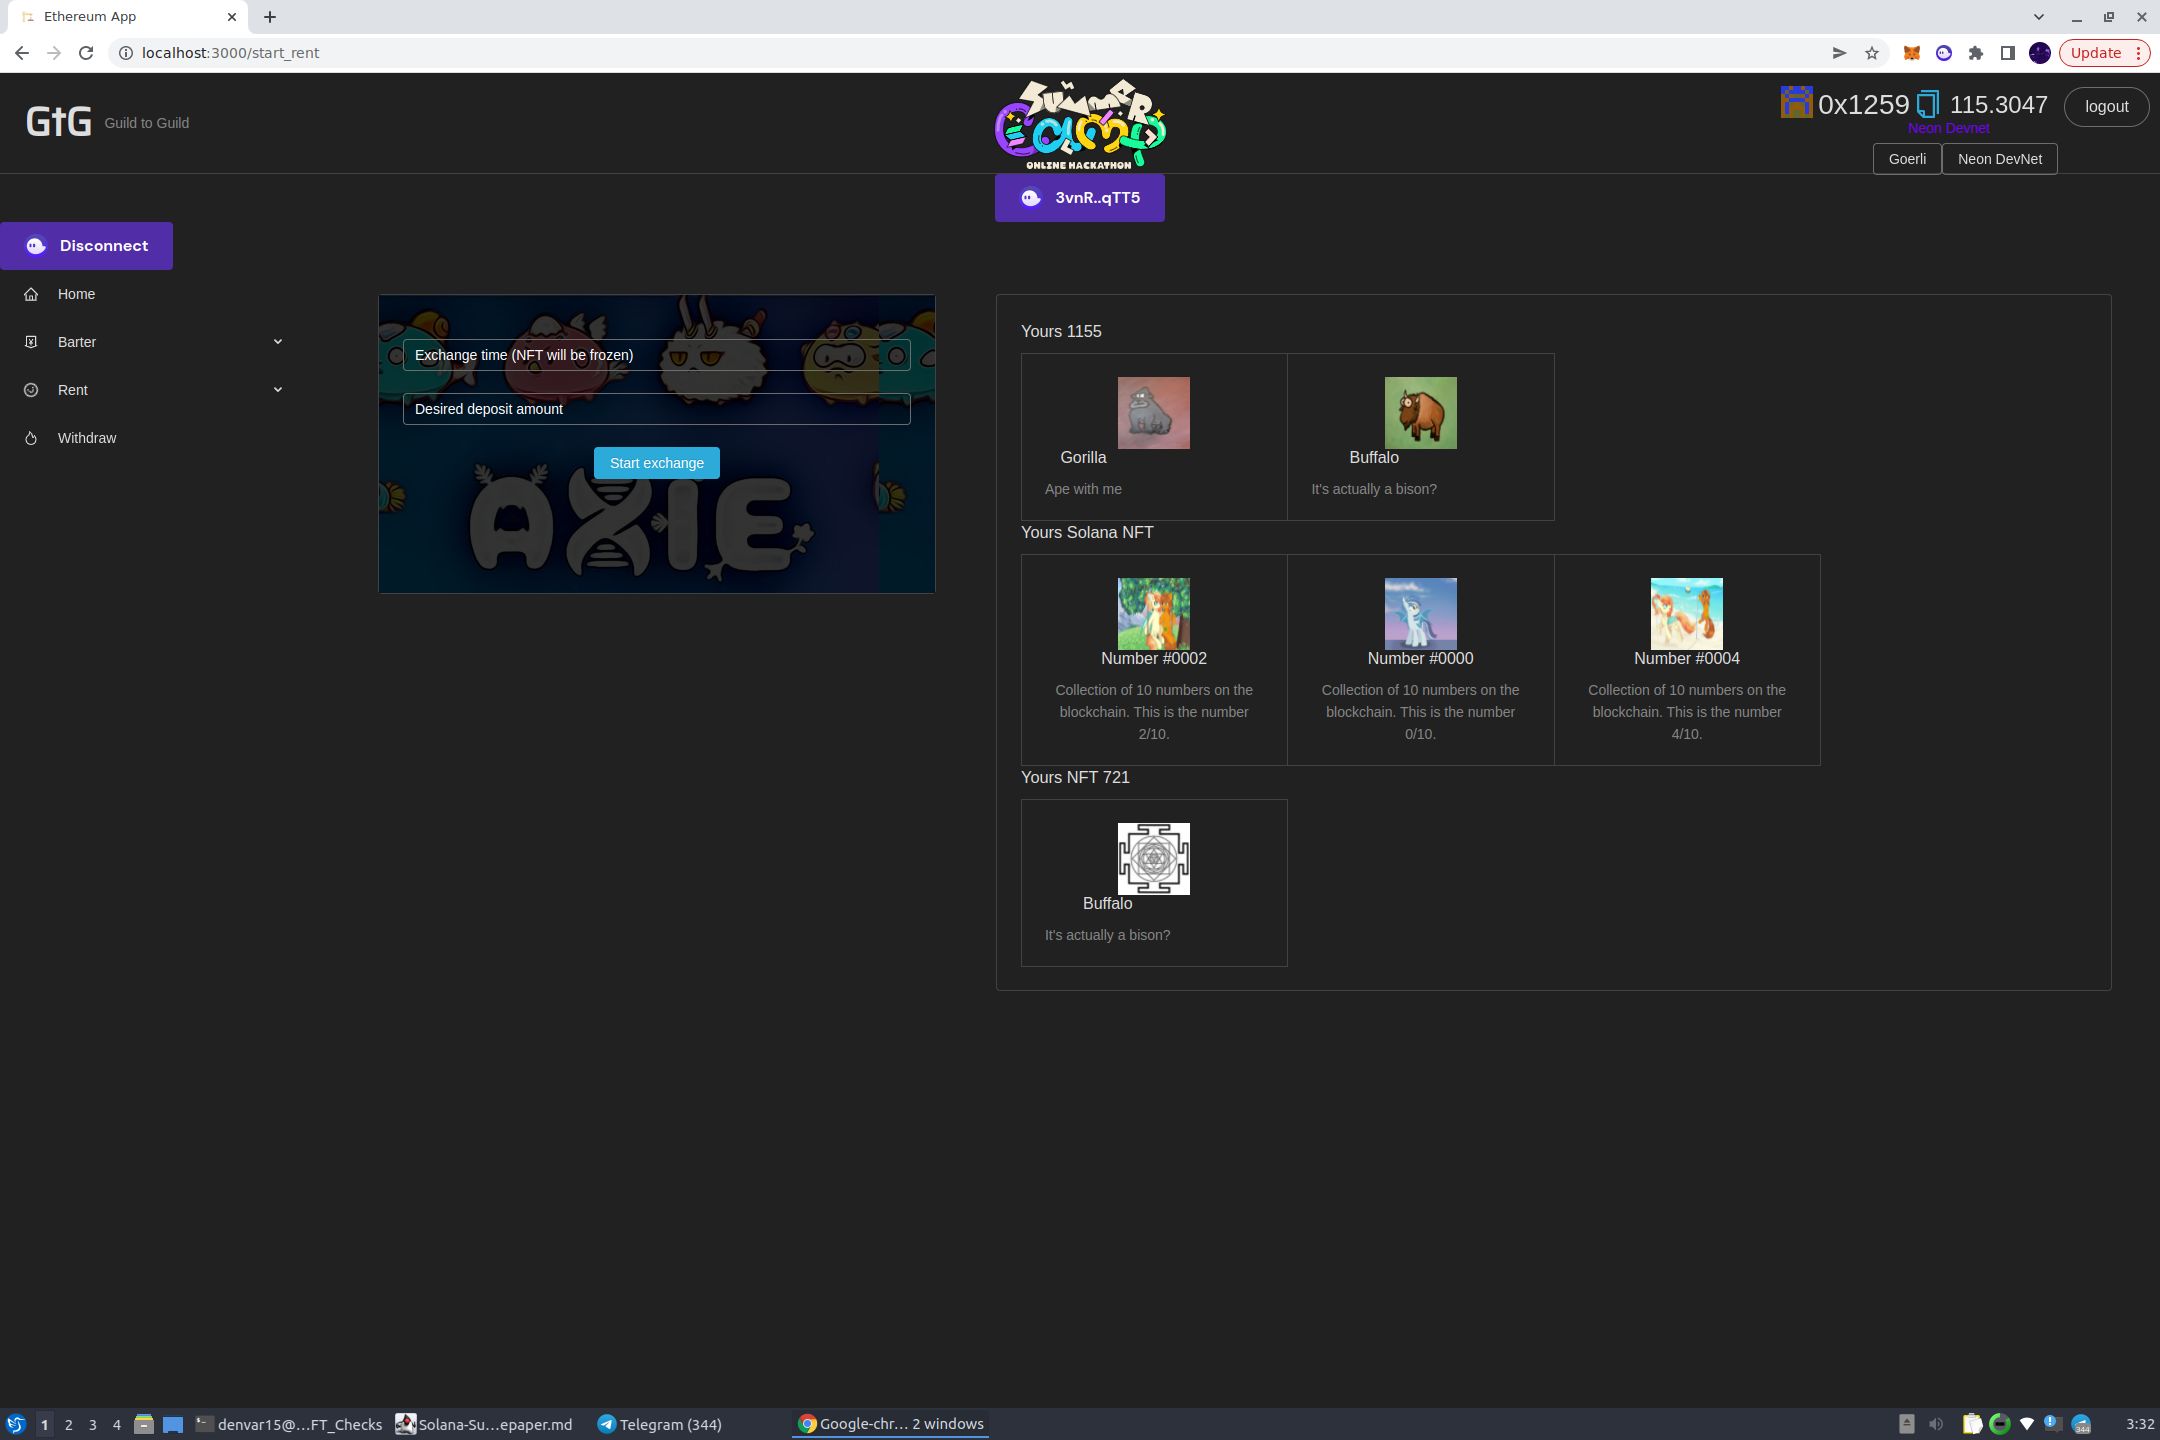 Ethereum App
localhost:3000/start_rent
Update
GtG
Guild to Guild
SUMMER
CAMP
ONLINE HACKATHON
0x1259
115.3047
logout
Neon Devnet
Goerli
Neon DevNet
3vnR..qTT5
Disconnect
Home
Barter
Rent
Withdraw
Exchange time (NFT will be frozen)
Desired deposit amount
Start exchange
AXIE
Yours 1155
Gorilla
Ape with me
Buffalo
It's actually a bison?
Yours Solana NFT
Number #0002
Collection of 10 numbers on the
blockchain. This is the number
2/10.
Number #0000
Collection of 10 numbers on the
blockchain. This is the number
0/10.
Number #0004
Collection of 10 numbers on the
blockchain. This is the number
4/10.
Yours NFT 721
Buffalo
It's actually a bison?
1
2
3
4
denvar15@...FT_Checks
Solana-Su...epaper.md
Telegram (344)
Google-chr... 2 windows
344
3:32